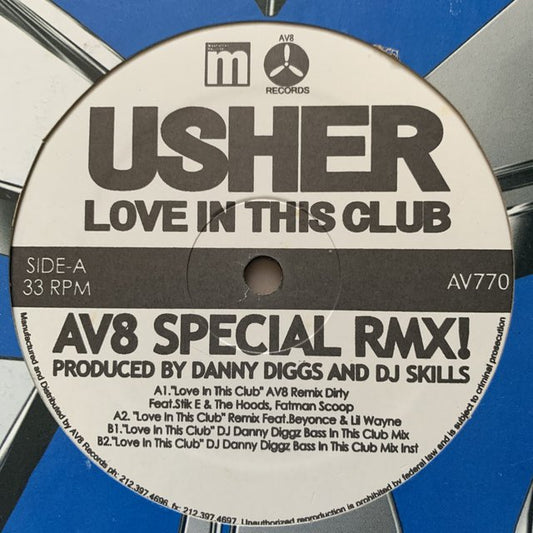 m
AV8
RECORDS
USHER
LOVE IN THIS CLUB
SIDE-A
33 RPM
AV770
AV8 SPECIAL RMX!
PRODUCED BY DANNY DIGGS AND DJ SKILLS
A1."Love In This Club" AV8 Remix Dirty
Feat.Stik E & The Hoods, Fatman Scoop
A2. "Love In This Club" Remix Feat.Beyonce & Lil Wayne
B1."Love In This Club" DJ Danny Diggz Bass In This Club Mix
B2."Love In This Club" DJ Danny Diggz Bass In This Club Mix Inst
Manufactured and Distributed by AV8 Records ph: 212.397.4696. fx: 212.397.4697. Unauthorized reproduction is prohibited by federal law and is subject to criminal prosecution